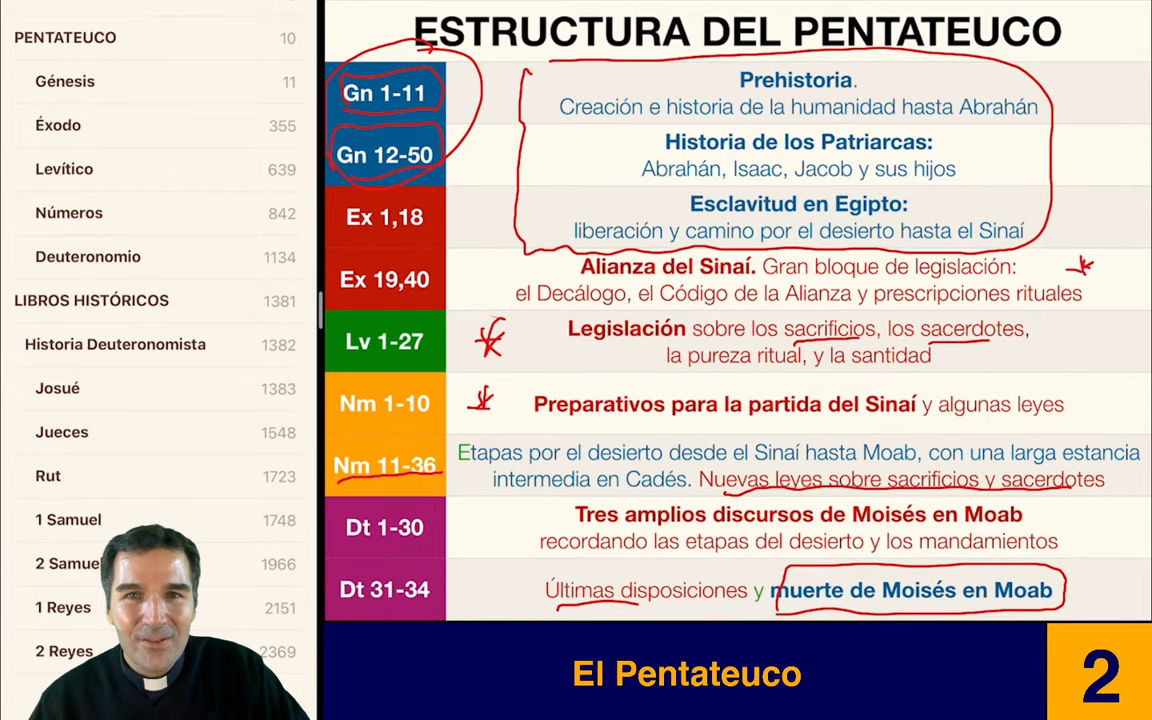 PENTATEUCO 10
Génesis 11
Éxodo 355
Levítico 639
Números 842
Deuteronomio 1134
LIBROS HISTÓRICOS 1381
Historia Deuteronomista 1382
Josué 1383
Jueces 1548
Rut 1723
1 Samuel 1748
2 Samue 1966
1 Reyes 2151
2 Reyes 2369
ESTRUCTURA DEL PENTATEUCO
Gn 1-11
Prehistoria.
Creación e historia de la humanidad hasta Abrahán
Gn 12-50
Historia de los Patriarcas:
Abrahán, Isaac, Jacob y sus hijos
Ex 1,18
Esclavitud en Egipto:
liberación y camino por el desierto hasta el Sinaí
Ex 19,40
Alianza del Sinaí. Gran bloque de legislación:
el Decálogo, el Código de la Alianza y prescripciones rituales
Lv 1-27
Legislación sobre los sacrificios, los sacerdotes,
la pureza ritual, y la santidad
Nm 1-10
Preparativos para la partida del Sinaí y algunas leyes
Nm 11-36
Etapas por el desierto desde el Sinaí hasta Moab, con una larga estancia
intermedia en Cadés. Nuevas leyes sobre sacrificios y sacerdotes
Dt 1-30
Tres amplios discursos de Moisés en Moab
recordando las etapas del desierto y los mandamientos
Dt 31-34
Últimas disposiciones y muerte de Moisés en Moab
El Pentateuco
2